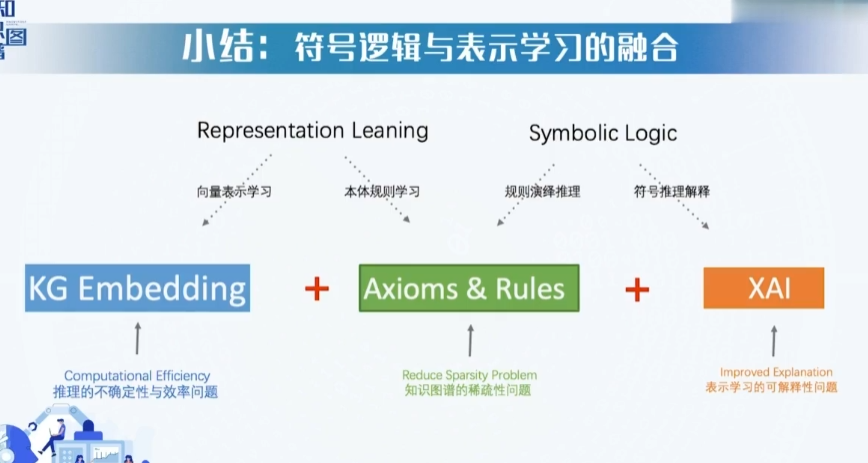 小结：符号逻辑与表示学习的融合
Representation Leaning
Symbolic Logic
向量表示学习
本体规则学习
规则演绎推理
符号推理解释
KG Embedding
+
Axioms & Rules
+
XAI
Computational Efficiency
推理的不确定性与效率问题
Reduce Sparsity Problem
知识图谱的稀疏性问题
Improved Explanation
表示学习的可解释性问题